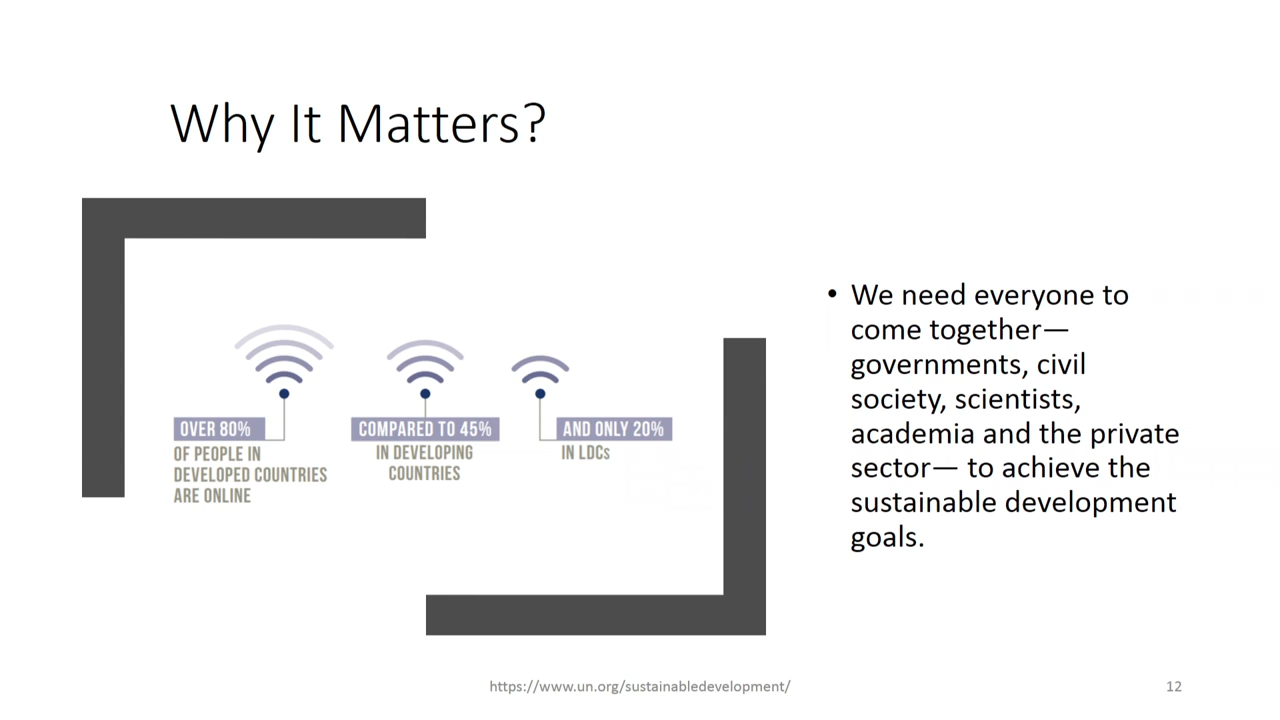 Why It Matters?
OVER 80%
OF PEOPLE IN
DEVELOPED COUNTRIES
ARE ONLINE
COMPARED TO 45%
IN DEVELOPING
COUNTRIES
AND ONLY 20%
IN LDCs
• We need everyone to
come together—
governments, civil
society, scientists,
academia and the private
sector— to achieve the
sustainable development
goals.
https://www.un.org/sustainabledevelopment/
12